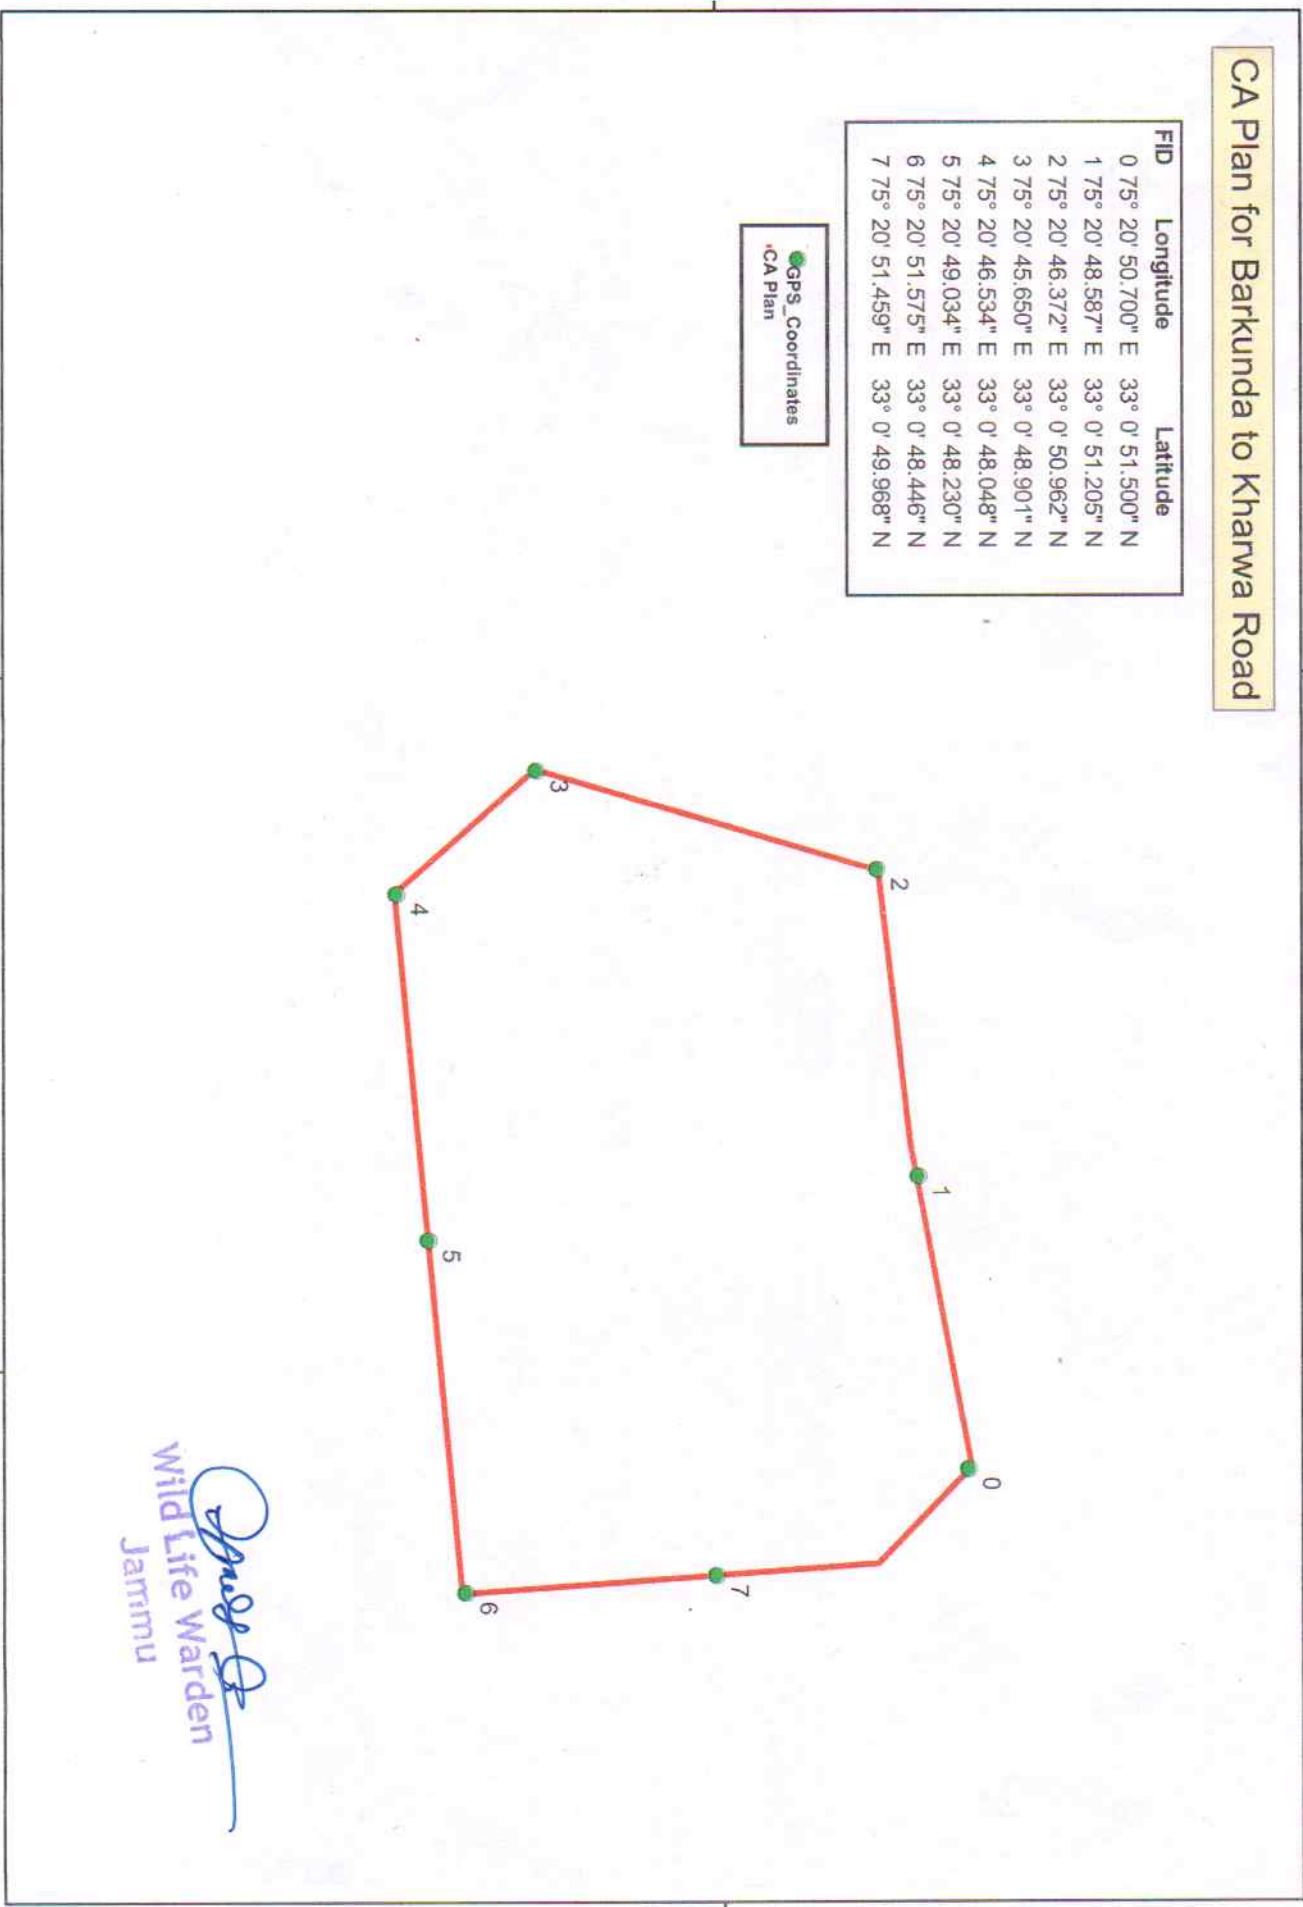 CA Plan for Barkunda to Kharwa Road
FID Longitude Latitude
0 75° 20' 50.700" E 33° 0' 51.500" N
1 75° 20' 48.587" E 33° 0' 51.205" N
2 75° 20' 46.372" E 33° 0' 50.962" N
3 75° 20' 45.650" E 33° 0' 48.901" N
4 75° 20' 46.534" E 33° 0' 48.048" N
5 75° 20' 49.034" E 33° 0' 48.230" N
6 75° 20' 51.575" E 33° 0' 48.446" N
7 75° 20' 51.459" E 33° 0' 49.968" N
GPS_Coordinates
CA Plan
0
1
2
3
4
5
6
7
Wild Life Warden
Jammu